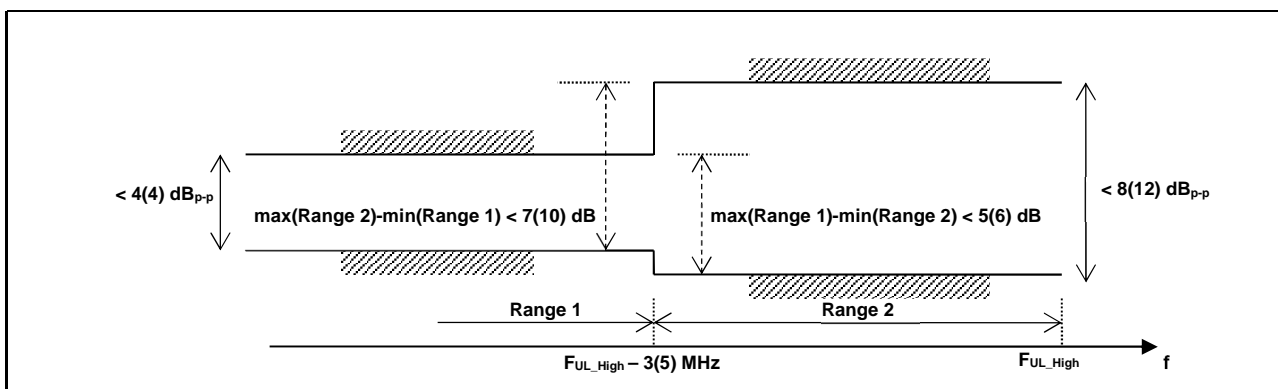 < 4(4) dBp-p
max(Range 2)-min(Range 1) < 7(10) dB
max(Range 1)-min(Range 2) < 5(6) dB
< 8(12) dBp-p
Range 1
Range 2
FUL_High – 3(5) MHz
FUL_High
f